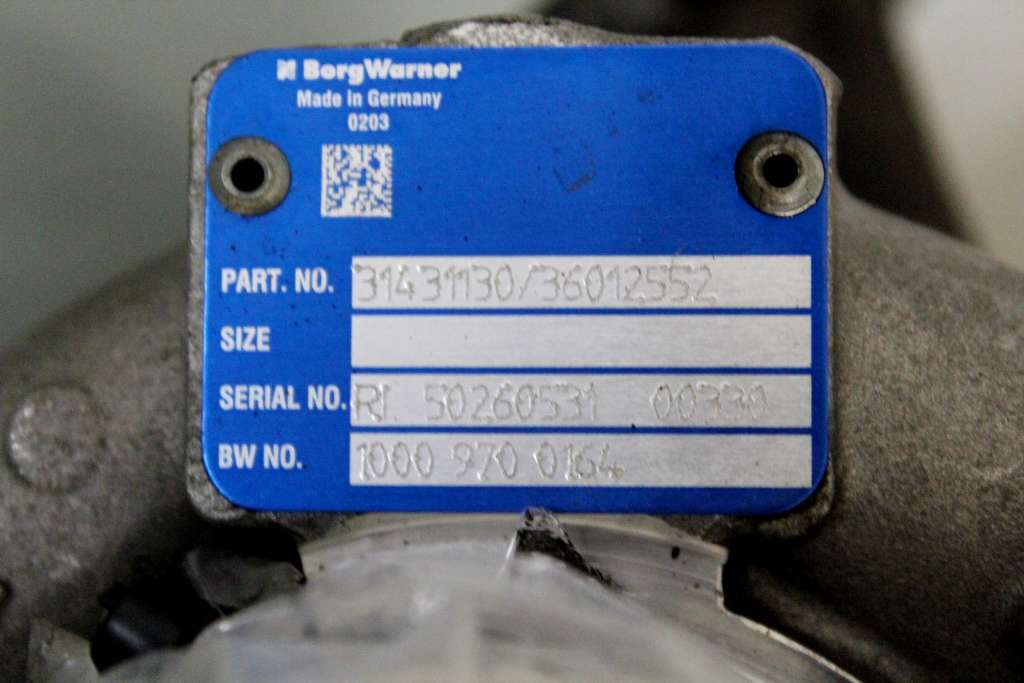 BorgWarner
Made in Germany
0203
PART. NO. 31431130/36012552
SIZE
SERIAL NO. RI 50260531 00330
BW NO. 1000 970 0164